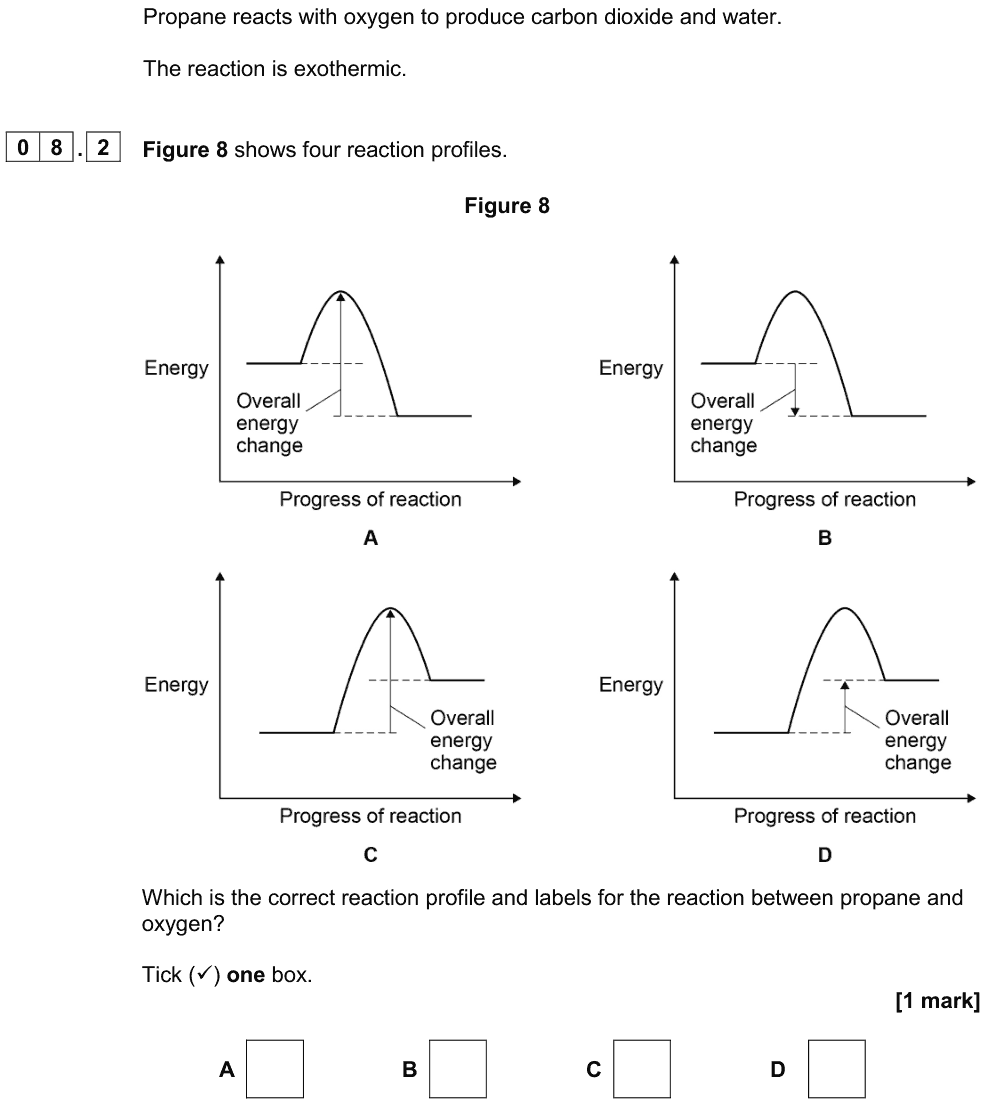 Propane reacts with oxygen to produce carbon dioxide and water.
The reaction is exothermic.
0 8 . 2 Figure 8 shows four reaction profiles.
Figure 8
Energy
Overall
energy
change
Progress of reaction
A
Energy
Overall
energy
change
Progress of reaction
B
Energy
Overall
energy
change
Progress of reaction
C
Energy
Overall
energy
change
Progress of reaction
D
Which is the correct reaction profile and labels for the reaction between propane and
oxygen?
Tick (✓) one box.
[1 mark]
A B C D